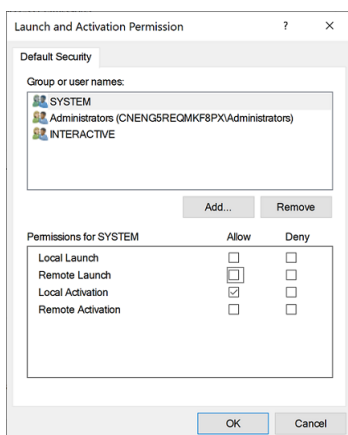 Launch and Activation Permission ? ×
Default Security
Group or user names:
SYSTEM
Administrators (CNENG5REQMKF8PX\Administrators)
INTERACTIVE
Add... Remove
Permissions for SYSTEM Allow Deny
Local Launch
Remote Launch
Local Activation
Remote Activation
OK Cancel